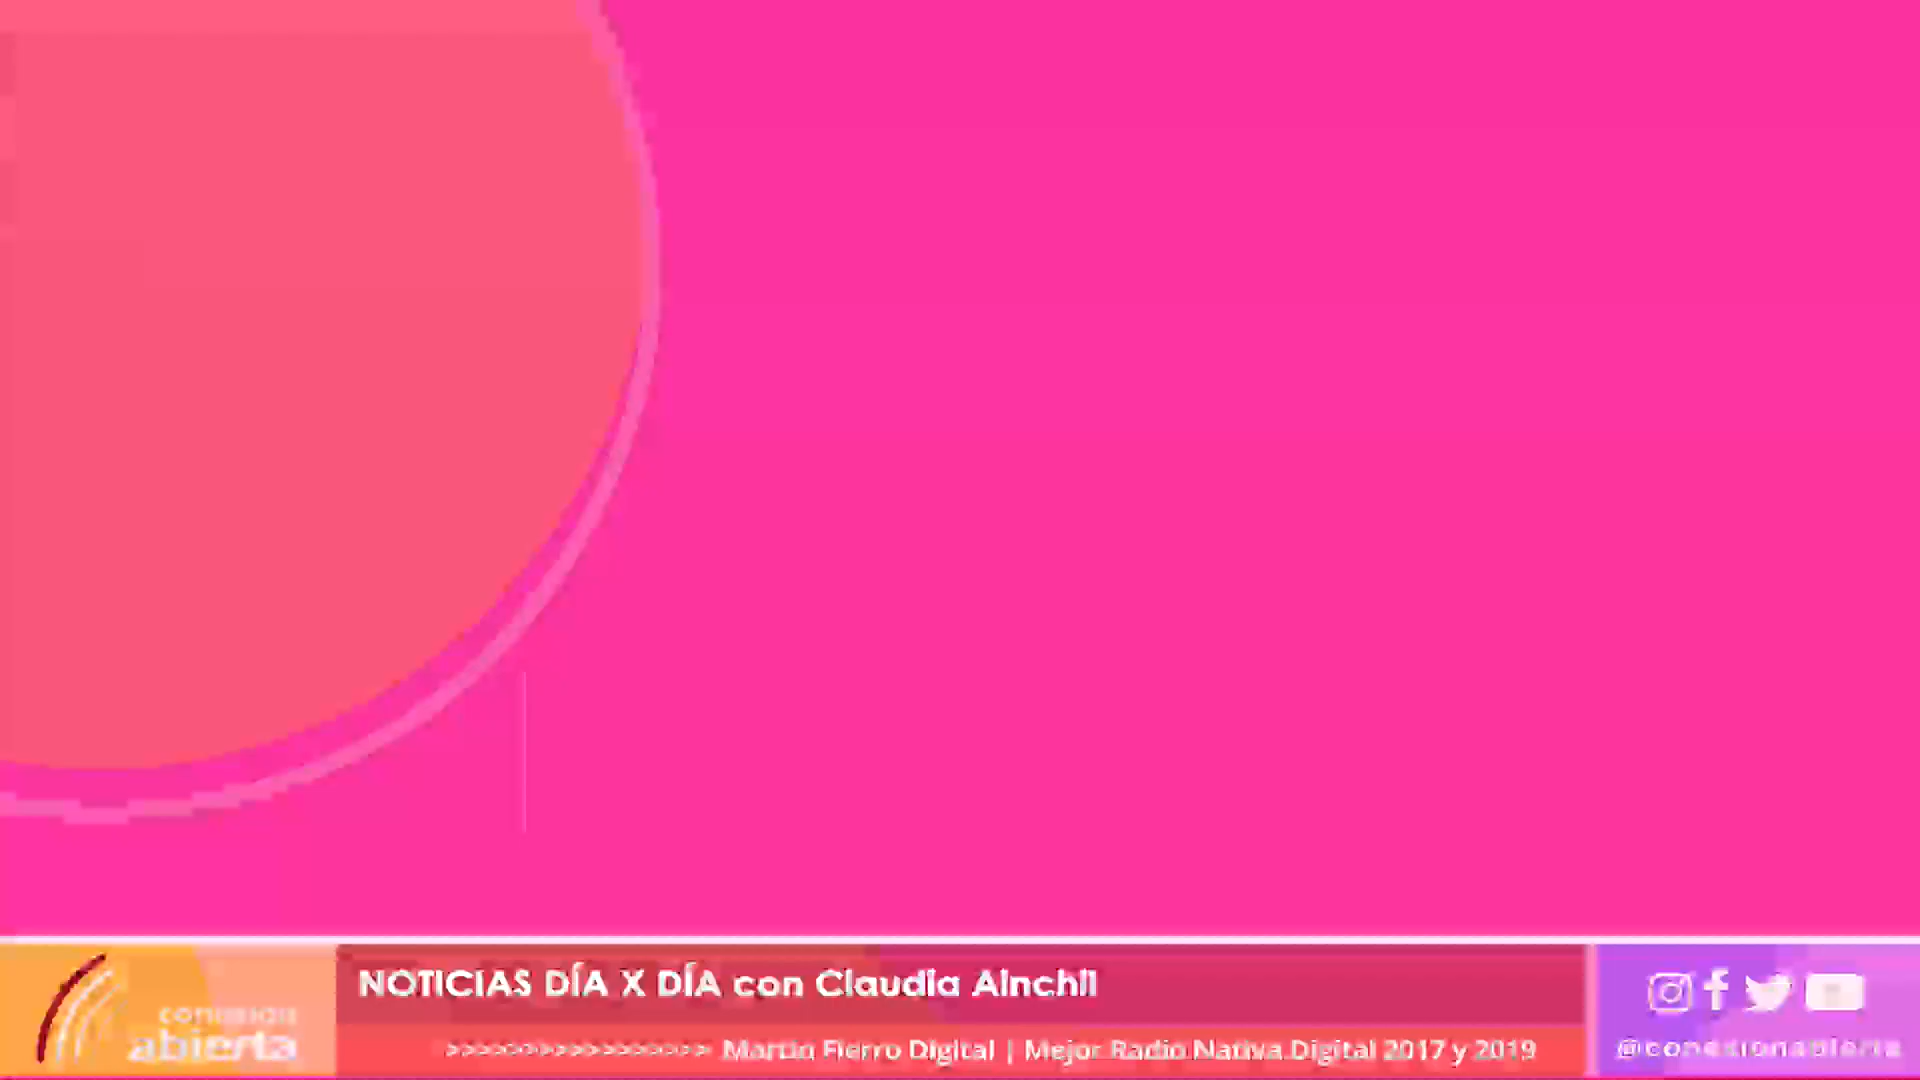 NOTICIAS DÍA X DÍA con Claudia Ainchil
conexión
abierta
>>>>>>>>>>>>>>>>>> Martín Fierro Digital | Mejor Radio Nativa Digital 2017 y 2019
@conexionabierta